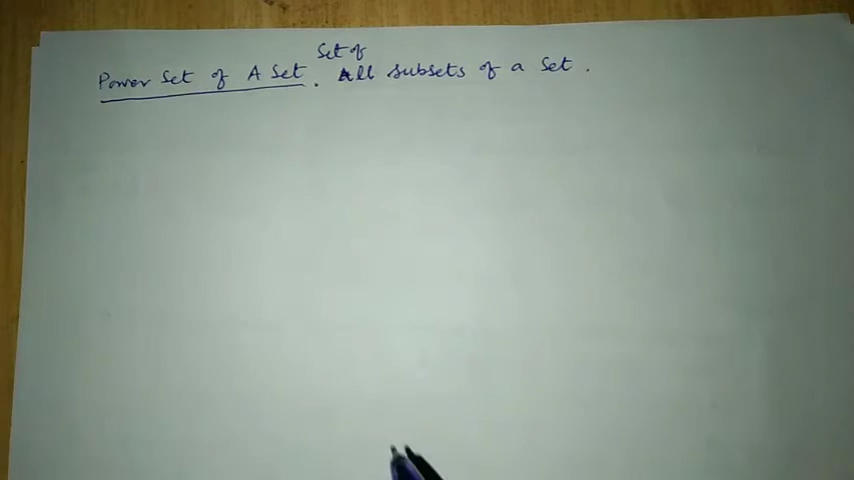 Set of
Power Set of A Set . All subsets of a Set .